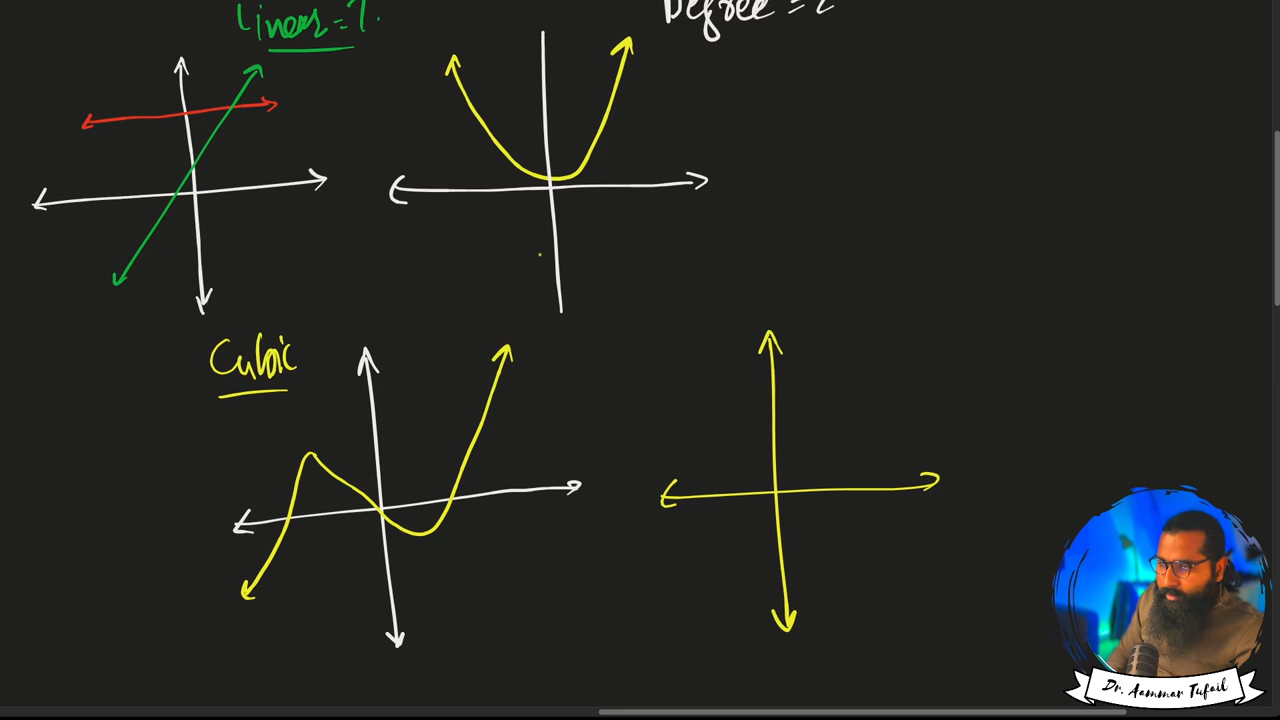 Linear = 1.
Degree = 2
Cubic
Dr. Aammar Tufail